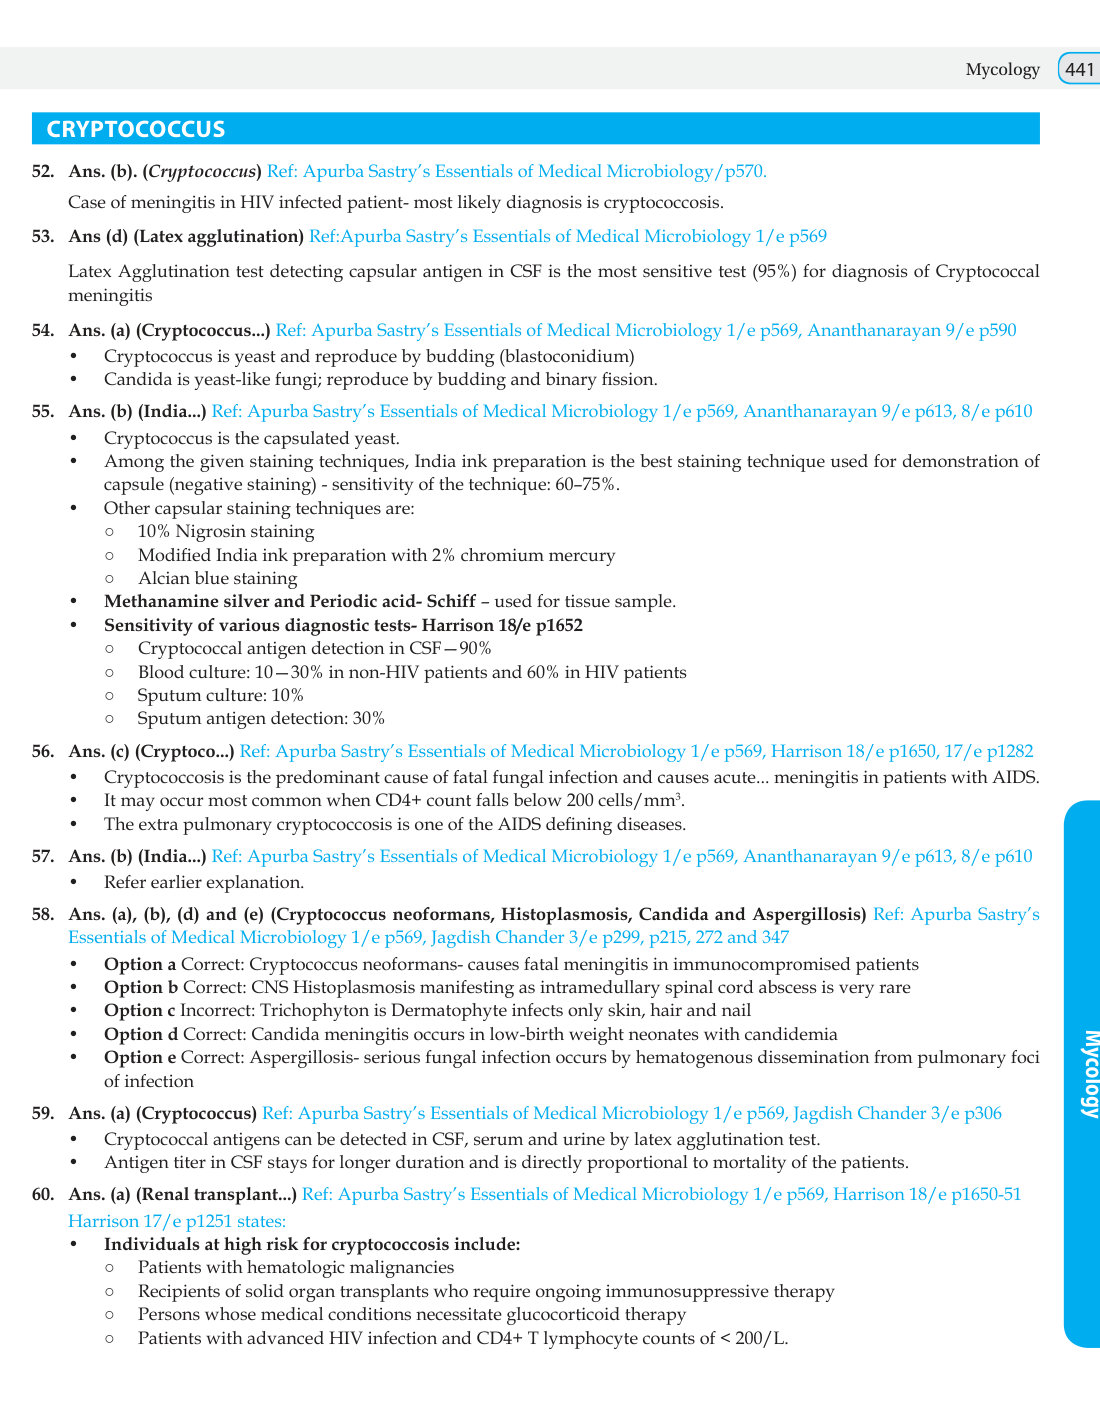 Mycology 441
CRYPTOCOCCUS
52. Ans. (b). (Cryptococcus) Ref: Apurba Sastry's Essentials of Medical Microbiology/p570.
Case of meningitis in HIV infected patient- most likely diagnosis is cryptococcosis.
53. Ans (d) (Latex agglutination) Ref:Apurba Sastry's Essentials of Medical Microbiology 1/e p569
Latex Agglutination test detecting capsular antigen in CSF is the most sensitive test (95%) for diagnosis of Cryptococcal
meningitis
54. Ans. (a) (Cryptococcus...) Ref: Apurba Sastry's Essentials of Medical Microbiology 1/e p569, Ananthanarayan 9/e p590
• Cryptococcus is yeast and reproduce by budding (blastoconidium)
• Candida is yeast-like fungi; reproduce by budding and binary fission.
55. Ans. (b) (India...) Ref: Apurba Sastry's Essentials of Medical Microbiology 1/e p569, Ananthanarayan 9/e p613, 8/e p610
• Cryptococcus is the capsulated yeast.
• Among the given staining techniques, India ink preparation is the best staining technique used for demonstration of
capsule (negative staining) - sensitivity of the technique: 60–75%.
• Other capsular staining techniques are:
○ 10% Nigrosin staining
○ Modified India ink preparation with 2% chromium mercury
○ Alcian blue staining
• Methanamine silver and Periodic acid- Schiff – used for tissue sample.
• Sensitivity of various diagnostic tests- Harrison 18/e p1652
○ Cryptococcal antigen detection in CSF—90%
○ Blood culture: 10—30% in non-HIV patients and 60% in HIV patients
○ Sputum culture: 10%
○ Sputum antigen detection: 30%
56. Ans. (c) (Cryptoco...) Ref: Apurba Sastry's Essentials of Medical Microbiology 1/e p569, Harrison 18/e p1650, 17/e p1282
• Cryptococcosis is the predominant cause of fatal fungal infection and causes acute... meningitis in patients with AIDS.
• It may occur most common when CD4+ count falls below 200 cells/mm³.
• The extra pulmonary cryptococcosis is one of the AIDS defining diseases.
57. Ans. (b) (India...) Ref: Apurba Sastry's Essentials of Medical Microbiology 1/e p569, Ananthanarayan 9/e p613, 8/e p610
• Refer earlier explanation.
58. Ans. (a), (b), (d) and (e) (Cryptococcus neoformans, Histoplasmosis, Candida and Aspergillosis) Ref: Apurba Sastry's
Essentials of Medical Microbiology 1/e p569, Jagdish Chander 3/e p299, p215, 272 and 347
• Option a Correct: Cryptococcus neoformans- causes fatal meningitis in immunocompromised patients
• Option b Correct: CNS Histoplasmosis manifesting as intramedullary spinal cord abscess is very rare
• Option c Incorrect: Trichophyton is Dermatophyte infects only skin, hair and nail
• Option d Correct: Candida meningitis occurs in low-birth weight neonates with candidemia
• Option e Correct: Aspergillosis- serious fungal infection occurs by hematogenous dissemination from pulmonary foci
of infection
59. Ans. (a) (Cryptococcus) Ref: Apurba Sastry's Essentials of Medical Microbiology 1/e p569, Jagdish Chander 3/e p306
• Cryptococcal antigens can be detected in CSF, serum and urine by latex agglutination test.
• Antigen titer in CSF stays for longer duration and is directly proportional to mortality of the patients.
60. Ans. (a) (Renal transplant...) Ref: Apurba Sastry's Essentials of Medical Microbiology 1/e p569, Harrison 18/e p1650-51
Harrison 17/e p1251 states:
• Individuals at high risk for cryptococcosis include:
○ Patients with hematologic malignancies
○ Recipients of solid organ transplants who require ongoing immunosuppressive therapy
○ Persons whose medical conditions necessitate glucocorticoid therapy
○ Patients with advanced HIV infection and CD4+ T lymphocyte counts of < 200/L.
Mycology